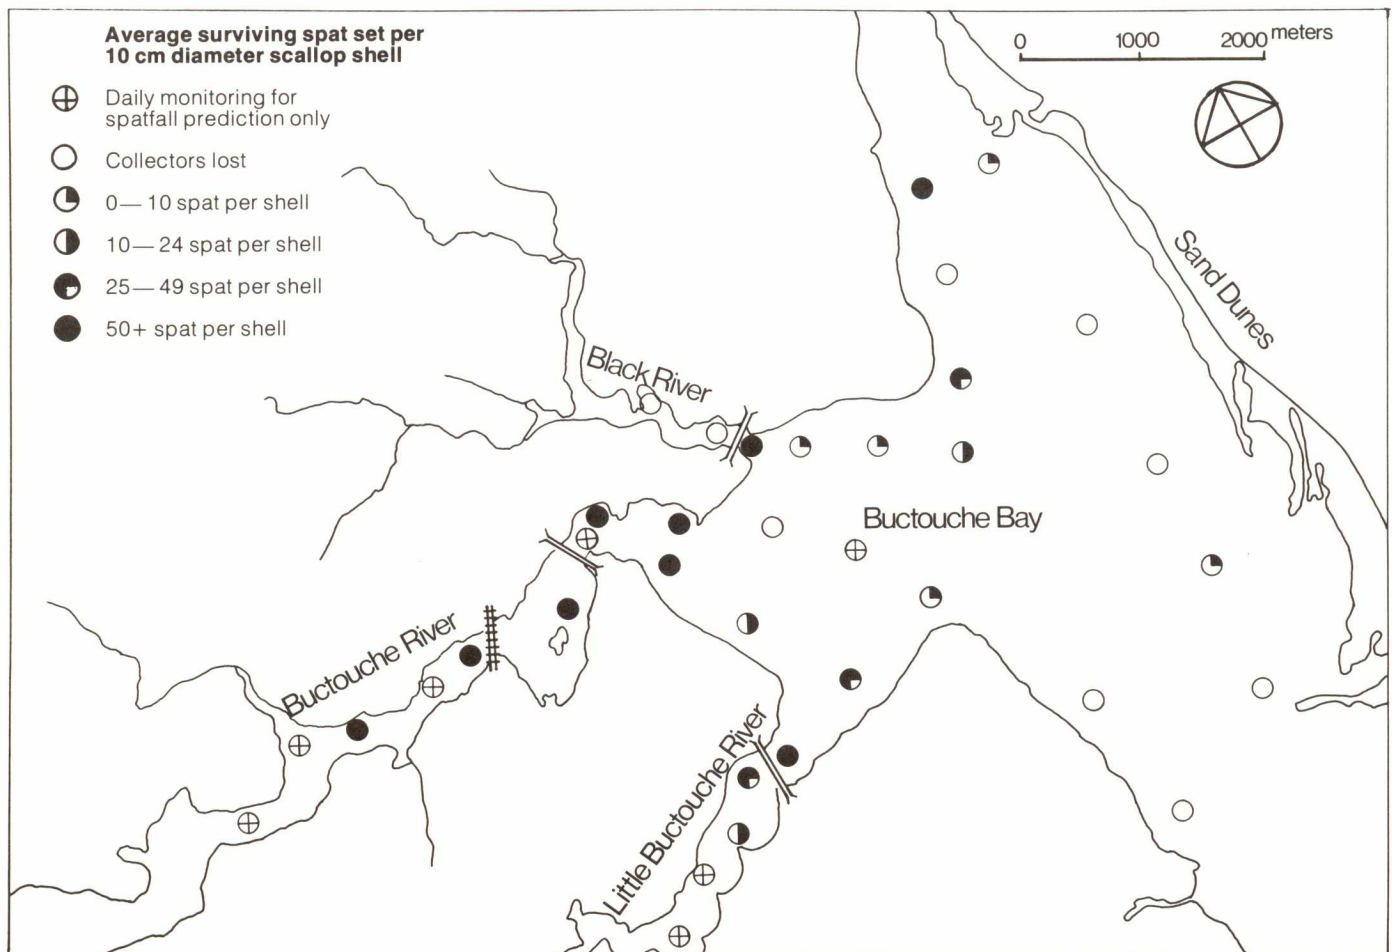 Average surviving spat set per
10 cm diameter scallop shell
Daily monitoring for
spatfall prediction only
Collectors lost
0— 10 spat per shell
10— 24 spat per shell
25— 49 spat per shell
50+ spat per shell
0 1000 2000 meters
Sand Dunes
Black River
Buctouche Bay
Buctouche River
Little Buctouche River